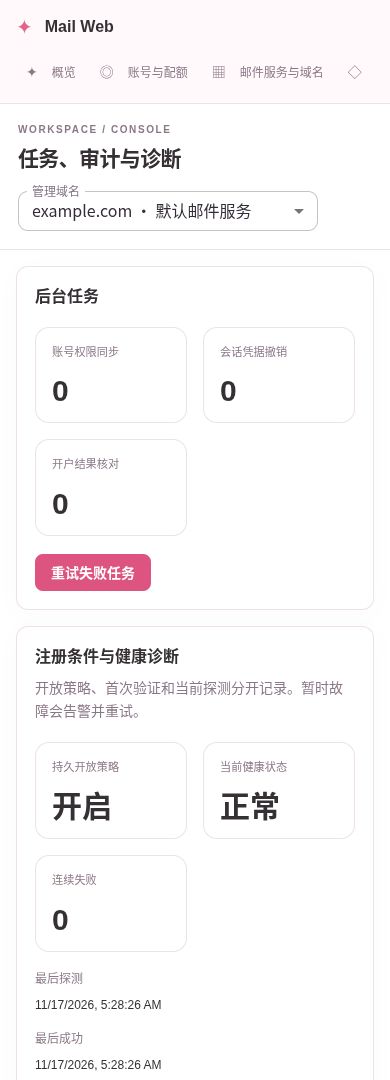 Mail Web
概览 账号与配额 邮件服务与域名
WORKSPACE / CONSOLE
任务、审计与诊断
管理域名
example.com • 默认邮件服务
后台任务
账号权限同步 会话凭据撤销
0 0
开户结果核对
0
重试失败任务
注册条件与健康诊断
开放策略、首次验证和当前探测分开记录。暂时故
障会告警并重试。
持久开放策略 当前健康状态
开启 正常
连续失败
0
最后探测
11/17/2026, 5:28:26 AM
最后成功
11/17/2026, 5:28:26 AM